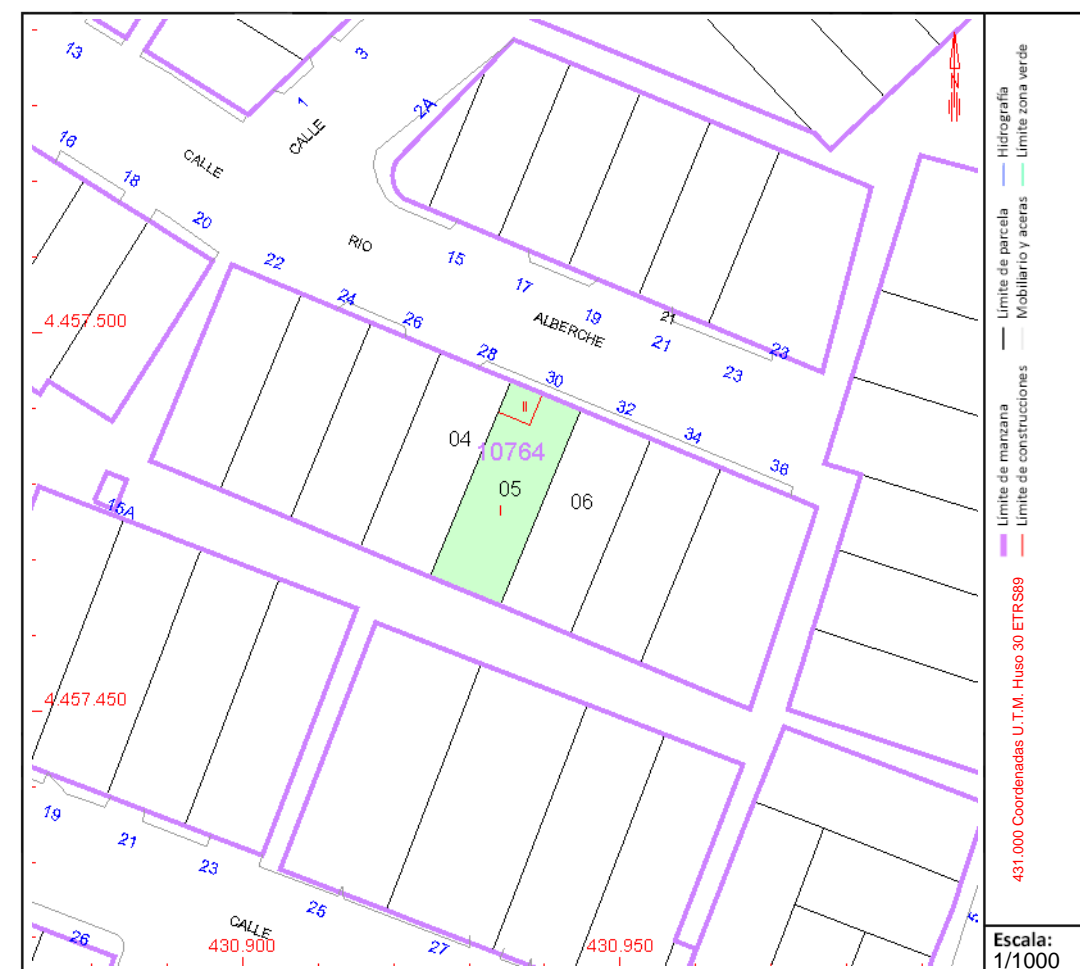 13
3
1
CALLE
2A
16
CALLE
18
20
RIO
22
15
17
24
26
19
21
4.457.500
ALBERCHE
21
23
28
23
30
32
34
II
04
10764
36
05
06
I
15A
4.457.450
19
21
23
25
CALLE
26
430.900
27
430.950
N
Hidrografía
Límite zona verde
Límite de parcela
Mobiliario y aceras
Límite de manzana
Límite de construcciones
431.000 Coordenadas U.T.M. Huso 30 ETRS89
Escala:
1/1000